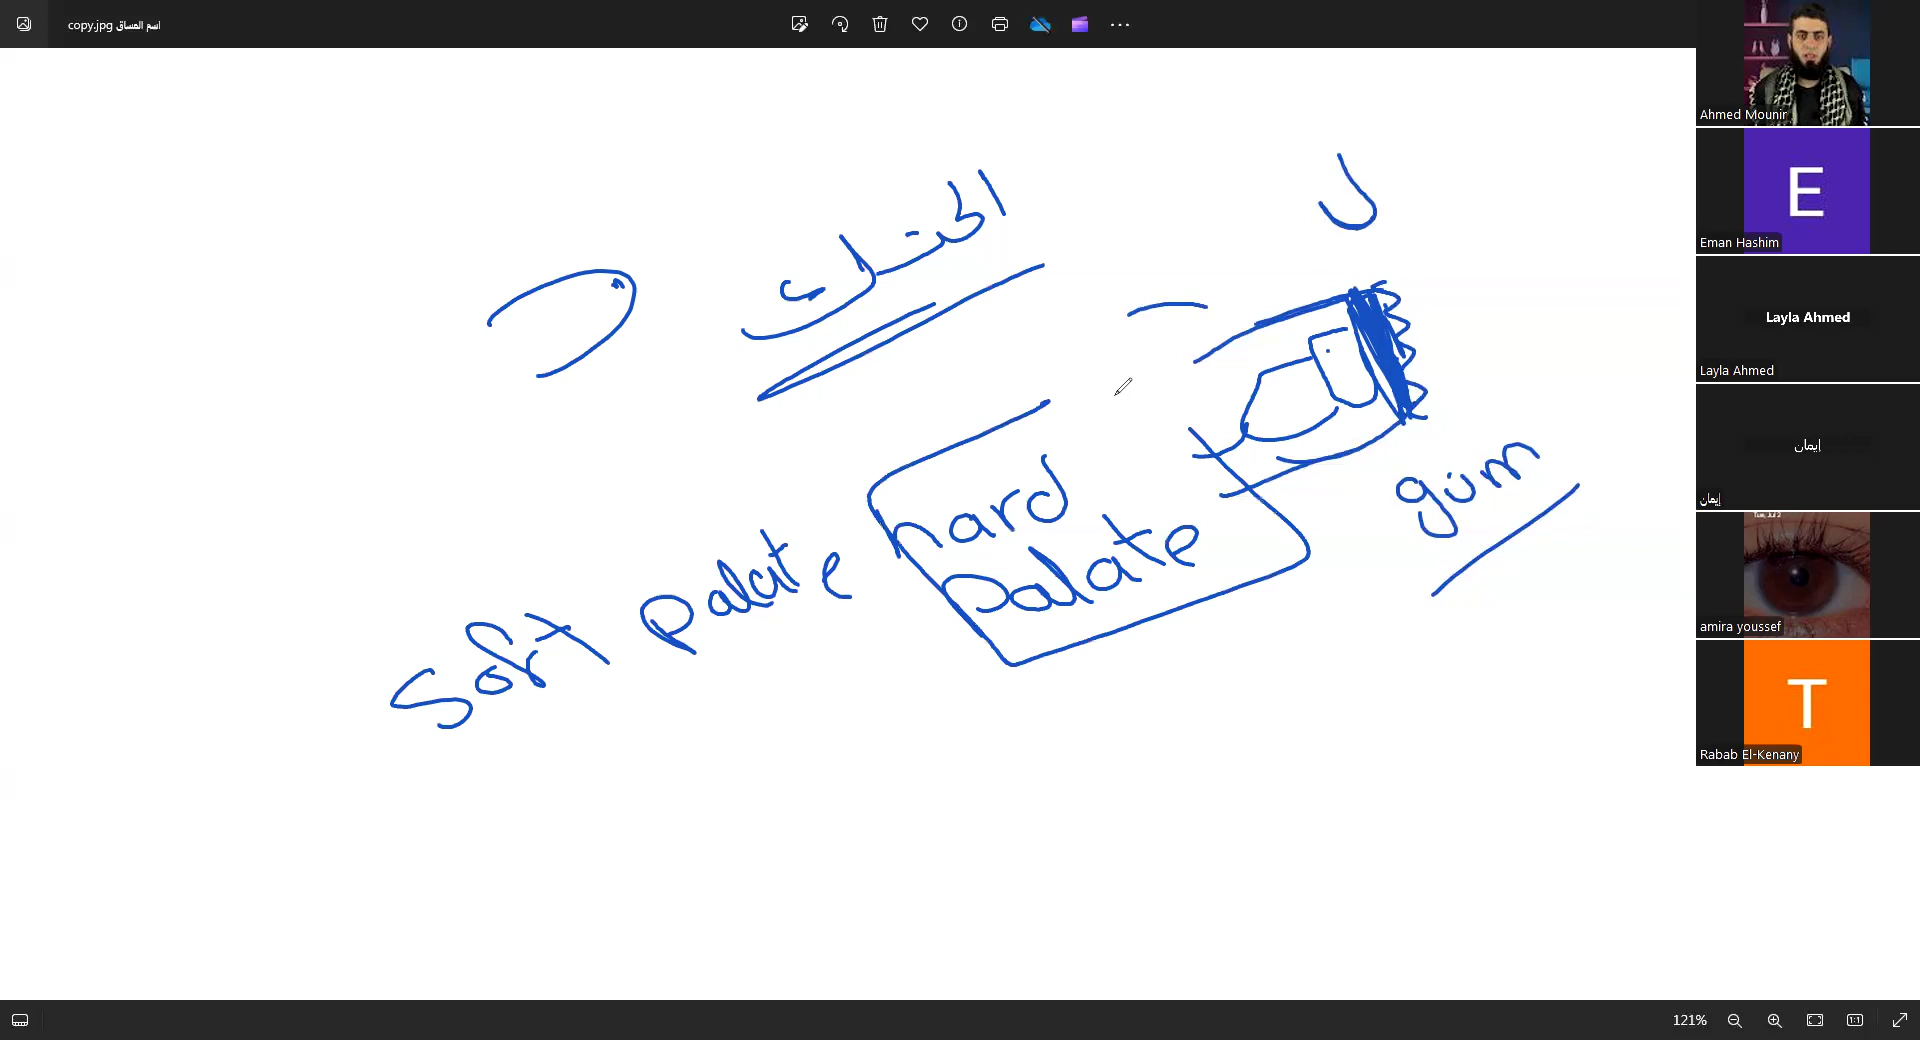 copy.jpg اسم المساق
ل
hard
palate
soft palate
gum
Ahmed Mounir
E
Eman Hashim
Layla Ahmed
Layla Ahmed
إيمان
إيمان
amira youssef
T
Rabab El-Kenany
121%